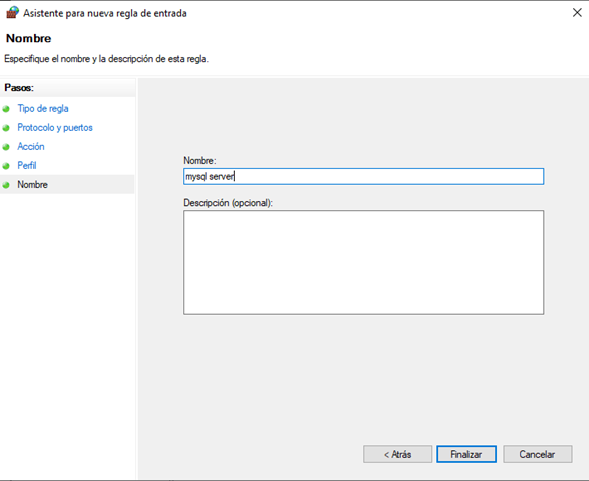 Asistente para nueva regla de entrada
Nombre
Especifique el nombre y la descripción de esta regla.
Pasos:
Tipo de regla
Protocolo y puertos
Acción
Perfil
Nombre
Nombre:
mysql server
Descripción (opcional):
< Atrás
Finalizar
Cancelar